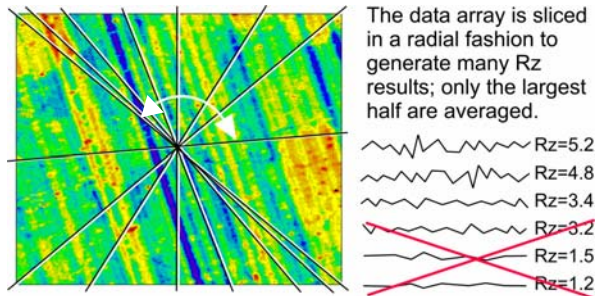 The data array is sliced
in a radial fashion to
generate many Rz
results; only the largest
half are averaged.
Rz=5.2
Rz=4.8
Rz=3.4
Rz=3.2
Rz=1.5
Rz=1.2